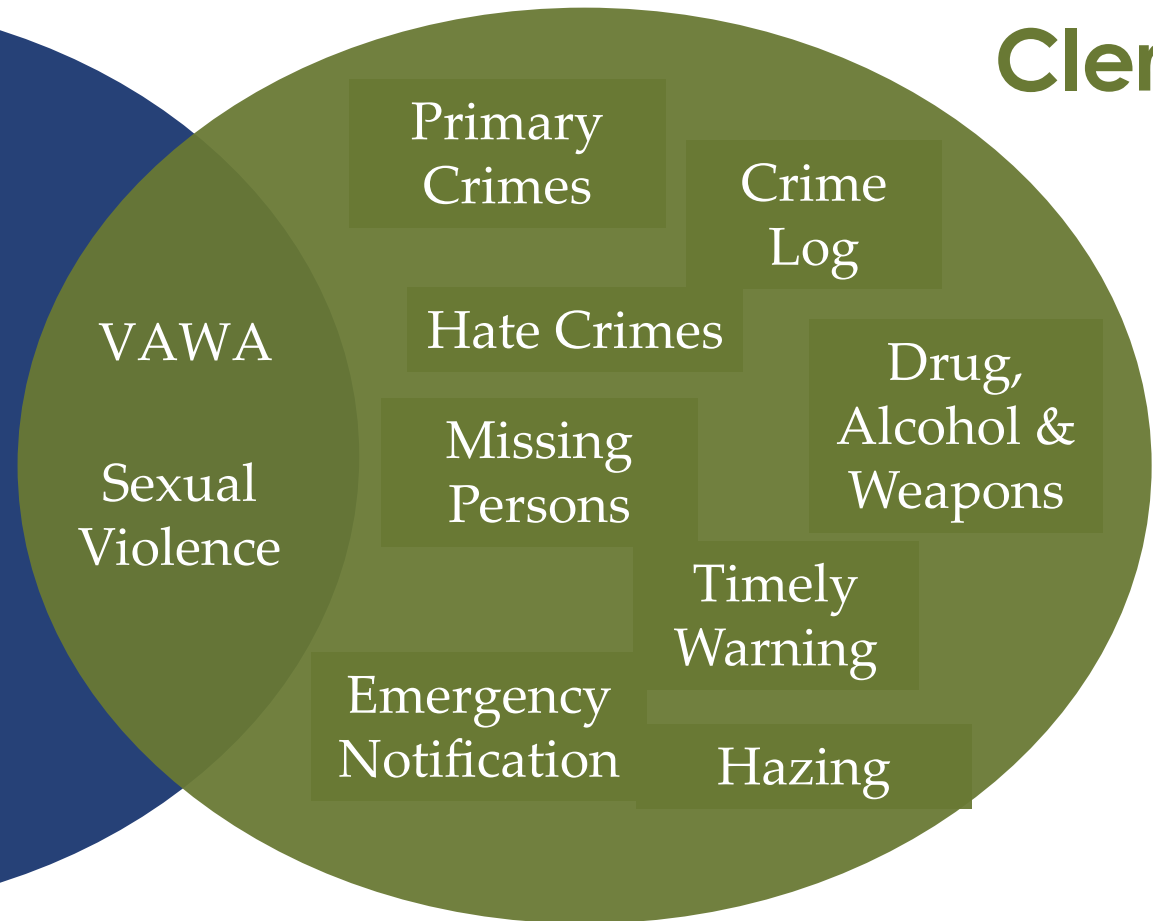 Cler
Primary
Crimes
Crime
Log
Hate Crimes
VAWA
Drug,
Alcohol &
Weapons
Missing
Persons
Sexual
Violence
Timely
Warning
Emergency
Notification
Hazing